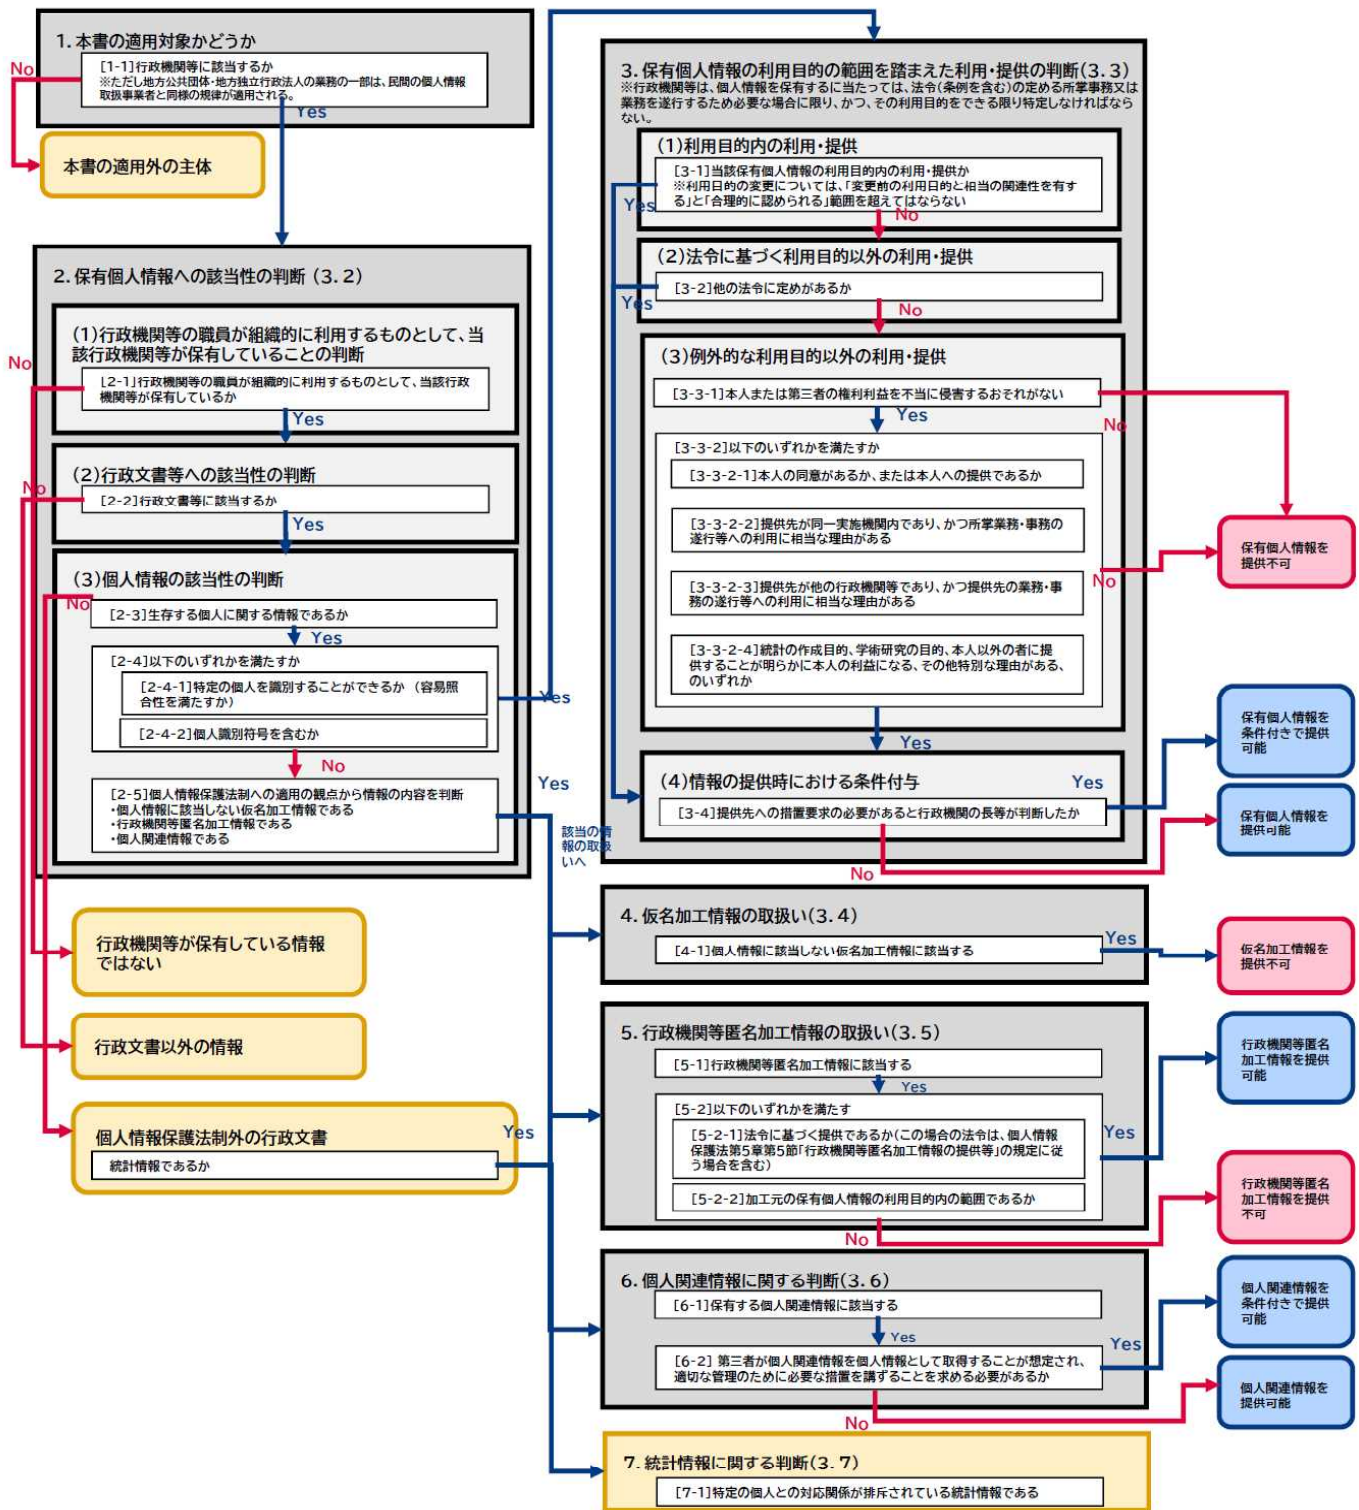 1. 本書の適用対象かどうか
No
[1-1]行政機関等に該当するか
※ただし地方公共団体・地方独立行政法人の業務の一部は、民間の個人情報
取扱事業者と同様の規律が適用される。
Yes
本書の適用外の主体
2. 保有個人情報への該当性の判断 (3.2)
(1)行政機関等の職員が組織的に利用するものとして、当
該行政機関等が保有していることの判断
No
[2-1]行政機関等の職員が組織的に利用するものとして、当該行政
機関等が保有しているか
Yes
(2)行政文書等への該当性の判断
No
[2-2]行政文書等に該当するか
Yes
(3)個人情報の該当性の判断
No
[2-3]生存する個人に関する情報であるか
Yes
[2-4]以下のいずれかを満たすか
[2-4-1]特定の個人を識別することができるか (容易照
合性を満たすか)
Yes
[2-4-2]個人識別符号を含むか
No
[2-5]個人情報保護法制への適用の観点から情報の内容を判断
・個人情報に該当しない仮名加工情報である
・行政機関等匿名加工情報である
・個人関連情報である
Yes
該当の情
報の取扱
いへ
行政機関等が保有している情報
ではない
行政文書以外の情報
個人情報保護法制外の行政文書
統計情報であるか
Yes
3. 保有個人情報の利用目的の範囲を踏まえた利用・提供の判断(3.3)
※行政機関等は、個人情報を保有するに当たっては、法令(条例を含む)の定める所掌事務又は
業務を遂行するため必要な場合に限り、かつ、その利用目的をできる限り特定しなければなら
ない。
(1)利用目的内の利用・提供
[3-1]当該保有個人情報の利用目的内の利用・提供か
※利用目的の変更については、「変更前の利用目的と相当の関連性を有す
る」と「合理的に認められる」範囲を超えてはならない
Yes
No
(2)法令に基づく利用目的以外の利用・提供
[3-2]他の法令に定めがあるか
Yes
No
(3)例外的な利用目的以外の利用・提供
[3-3-1]本人または第三者の権利利益を不当に侵害するおそれがない
Yes
No
[3-3-2]以下のいずれかを満たすか
[3-3-2-1]本人の同意があるか、または本人への提供であるか
[3-3-2-2]提供先が同一実施機関内であり、かつ所掌業務・事務の
遂行等への利用に相当な理由がある
[3-3-2-3]提供先が他の行政機関等であり、かつ提供先の業務・事
務の遂行等への利用に相当な理由がある
No
[3-3-2-4]統計の作成目的、学術研究の目的、本人以外の者に提
供することが明らかに本人の利益になる、その他特別な理由がある、
のいずれか
Yes
(4)情報の提供時における条件付与
Yes
[3-4]提供先への措置要求の必要があると行政機関の長等が判断したか
No
保有個人情報を
提供不可
保有個人情報を
条件付きで提供
可能
保有個人情報を
提供可能
4. 仮名加工情報の取扱い(3.4)
[4-1]個人情報に該当しない仮名加工情報に該当する
Yes
仮名加工情報を
提供不可
5. 行政機関等匿名加工情報の取扱い(3.5)
[5-1]行政機関等匿名加工情報に該当する
Yes
[5-2]以下のいずれかを満たす
[5-2-1]法令に基づく提供であるか(この場合の法令は、個人情報
保護法第5章第5節「行政機関等匿名加工情報の提供等」の規定に従
う場合を含む)
Yes
[5-2-2]加工元の保有個人情報の利用目的内の範囲であるか
No
行政機関等匿名
加工情報を提供
可能
行政機関等匿名
加工情報を提供
不可
6. 個人関連情報に関する判断(3.6)
[6-1]保有する個人関連情報に該当する
Yes
[6-2] 第三者が個人関連情報を個人情報として取得することが想定され、
適切な管理のために必要な措置を講ずることを求める必要があるか
Yes
No
個人関連情報を
条件付きで提供
可能
個人関連情報を
提供可能
7. 統計情報に関する判断(3.7)
[7-1]特定の個人との対応関係が排斥されている統計情報である